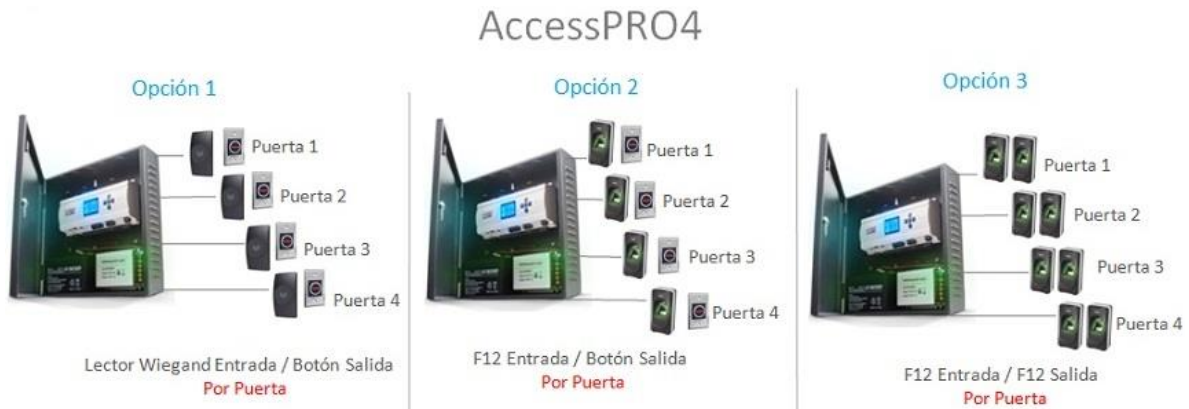 AccessPRO4
Opción 1
Puerta 1
Puerta 2
Puerta 3
Puerta 4
Lector Wiegand Entrada / Botón Salida
Por Puerta
Opción 2
Puerta 1
Puerta 2
Puerta 3
Puerta 4
F12 Entrada / Botón Salida
Por Puerta
Opción 3
Puerta 1
Puerta 2
Puerta 3
Puerta 4
F12 Entrada / F12 Salida
Por Puerta